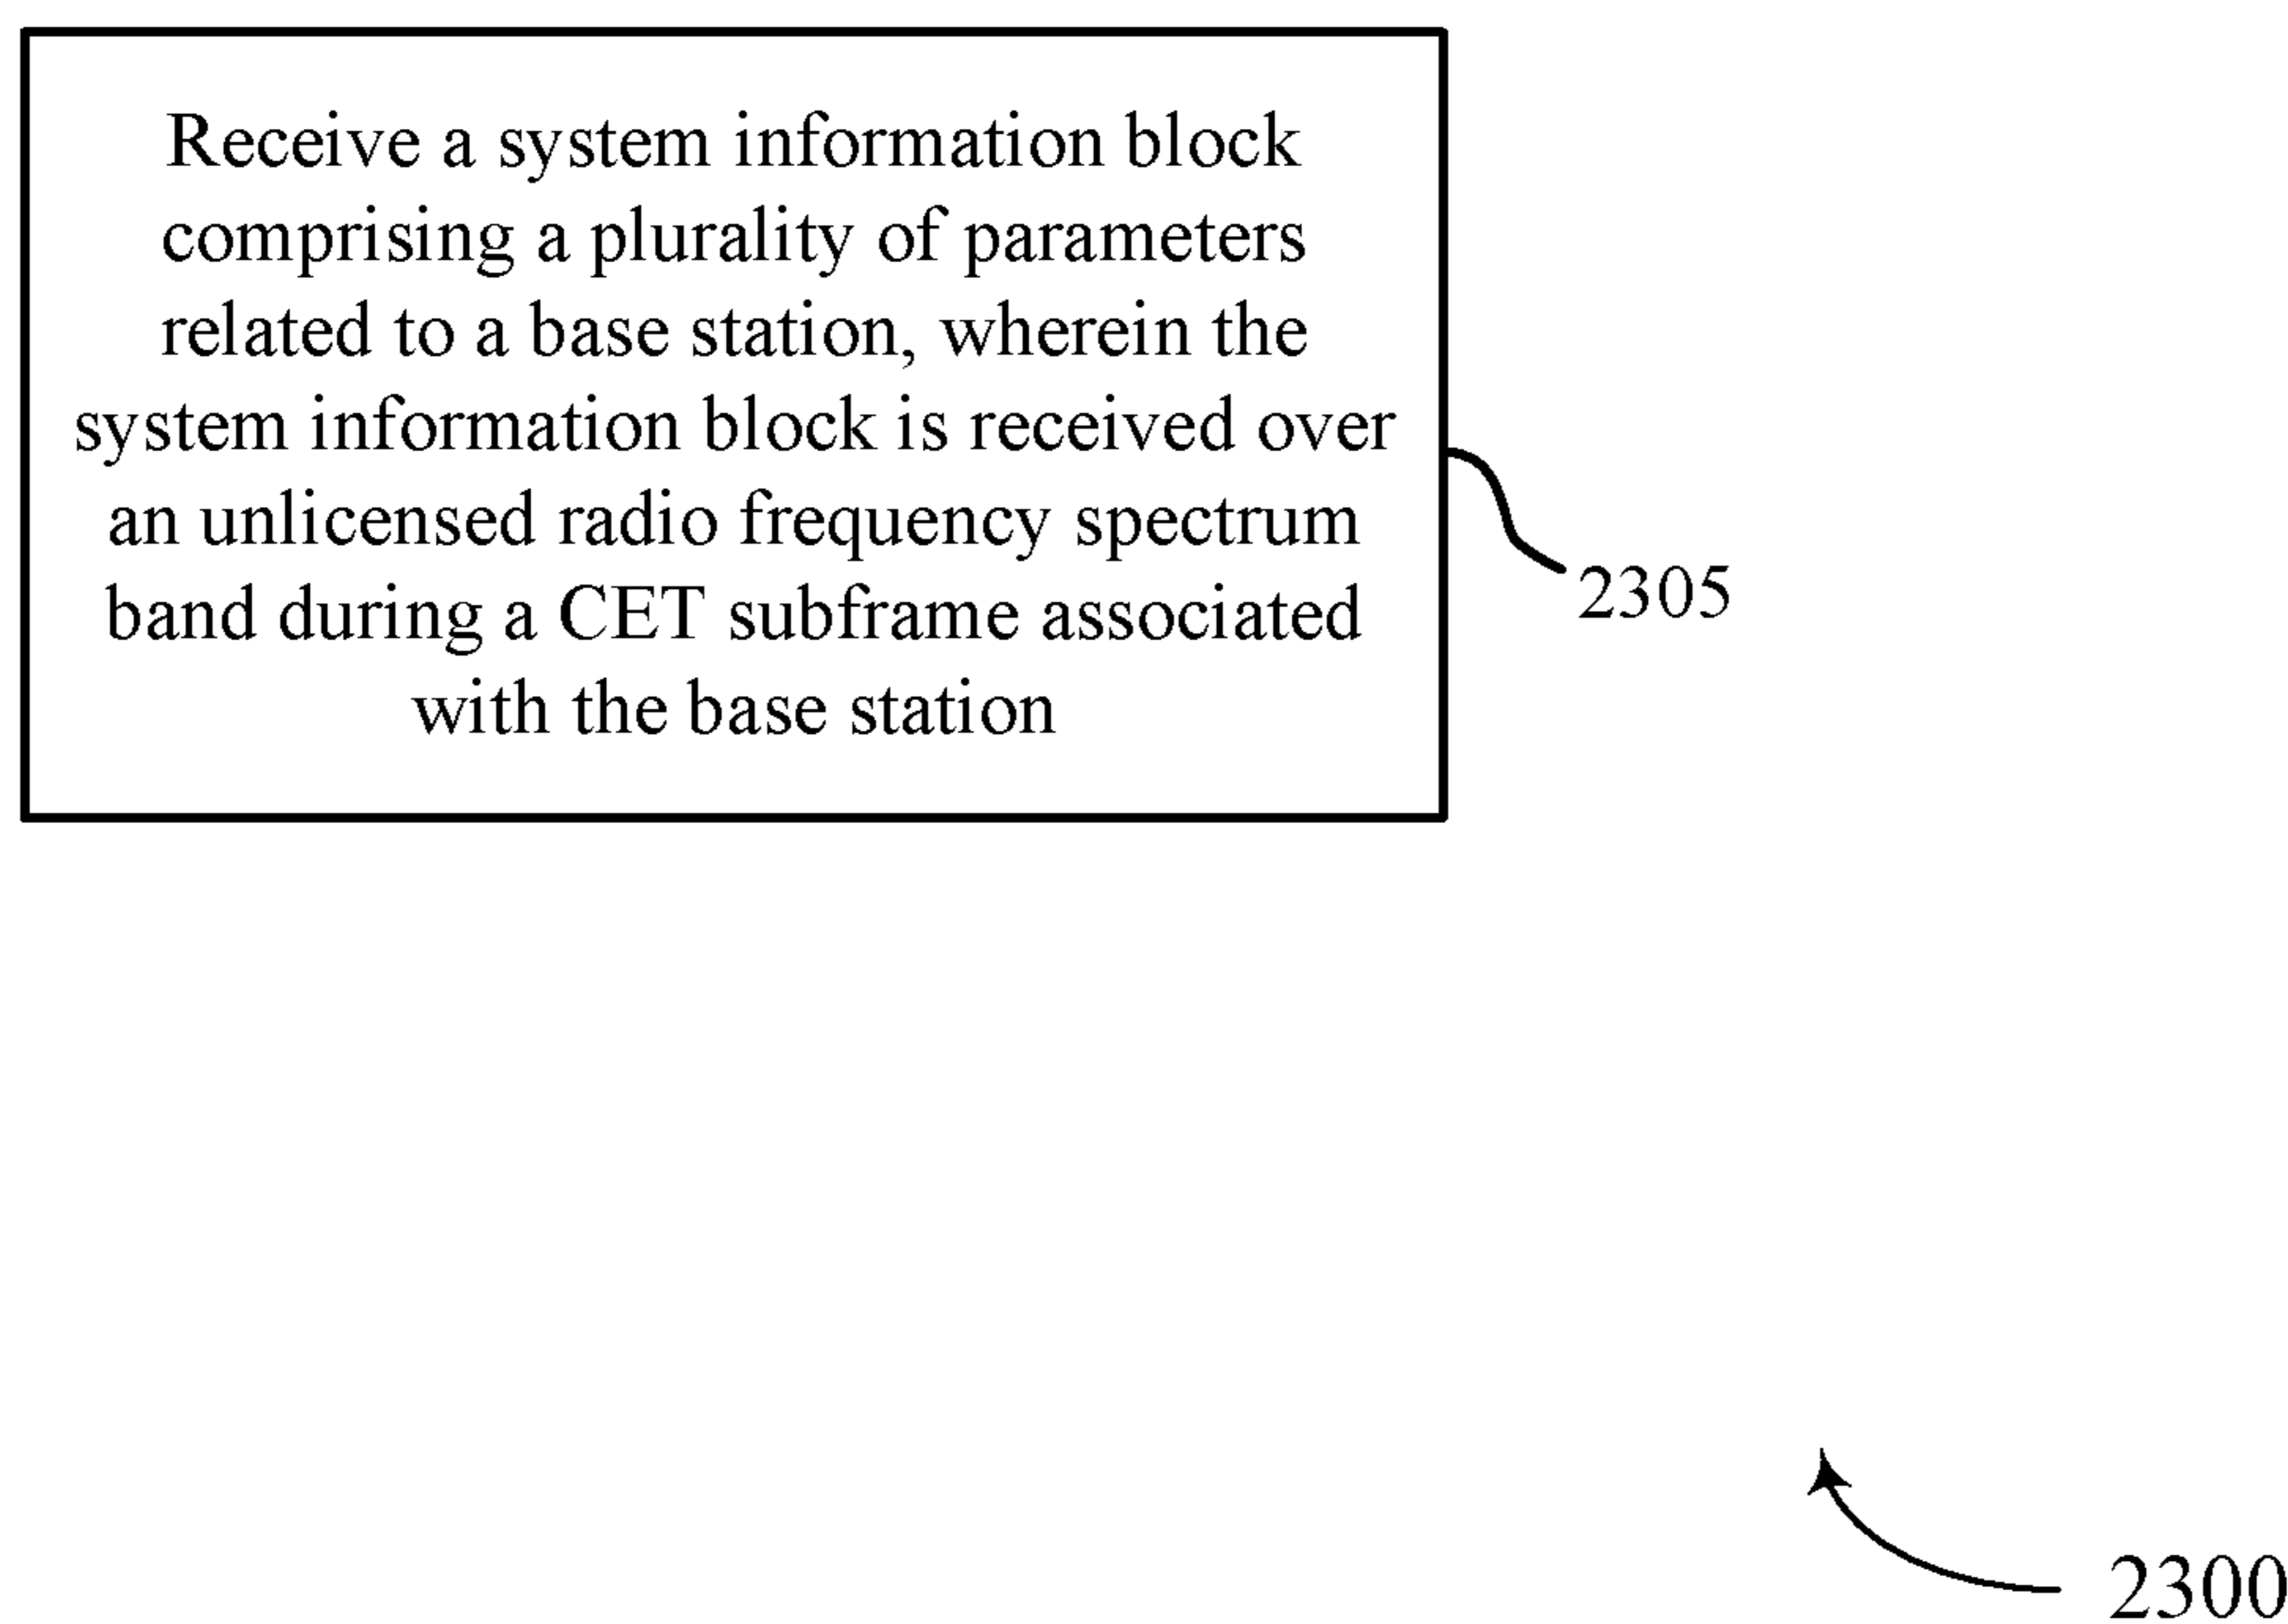 Receive a system information block
comprising a plurality of parameters
related to a base station, wherein the
system information block is received over
an unlicensed radio frequency spectrum
band during a CET subframe associated
with the base station
2305
2300